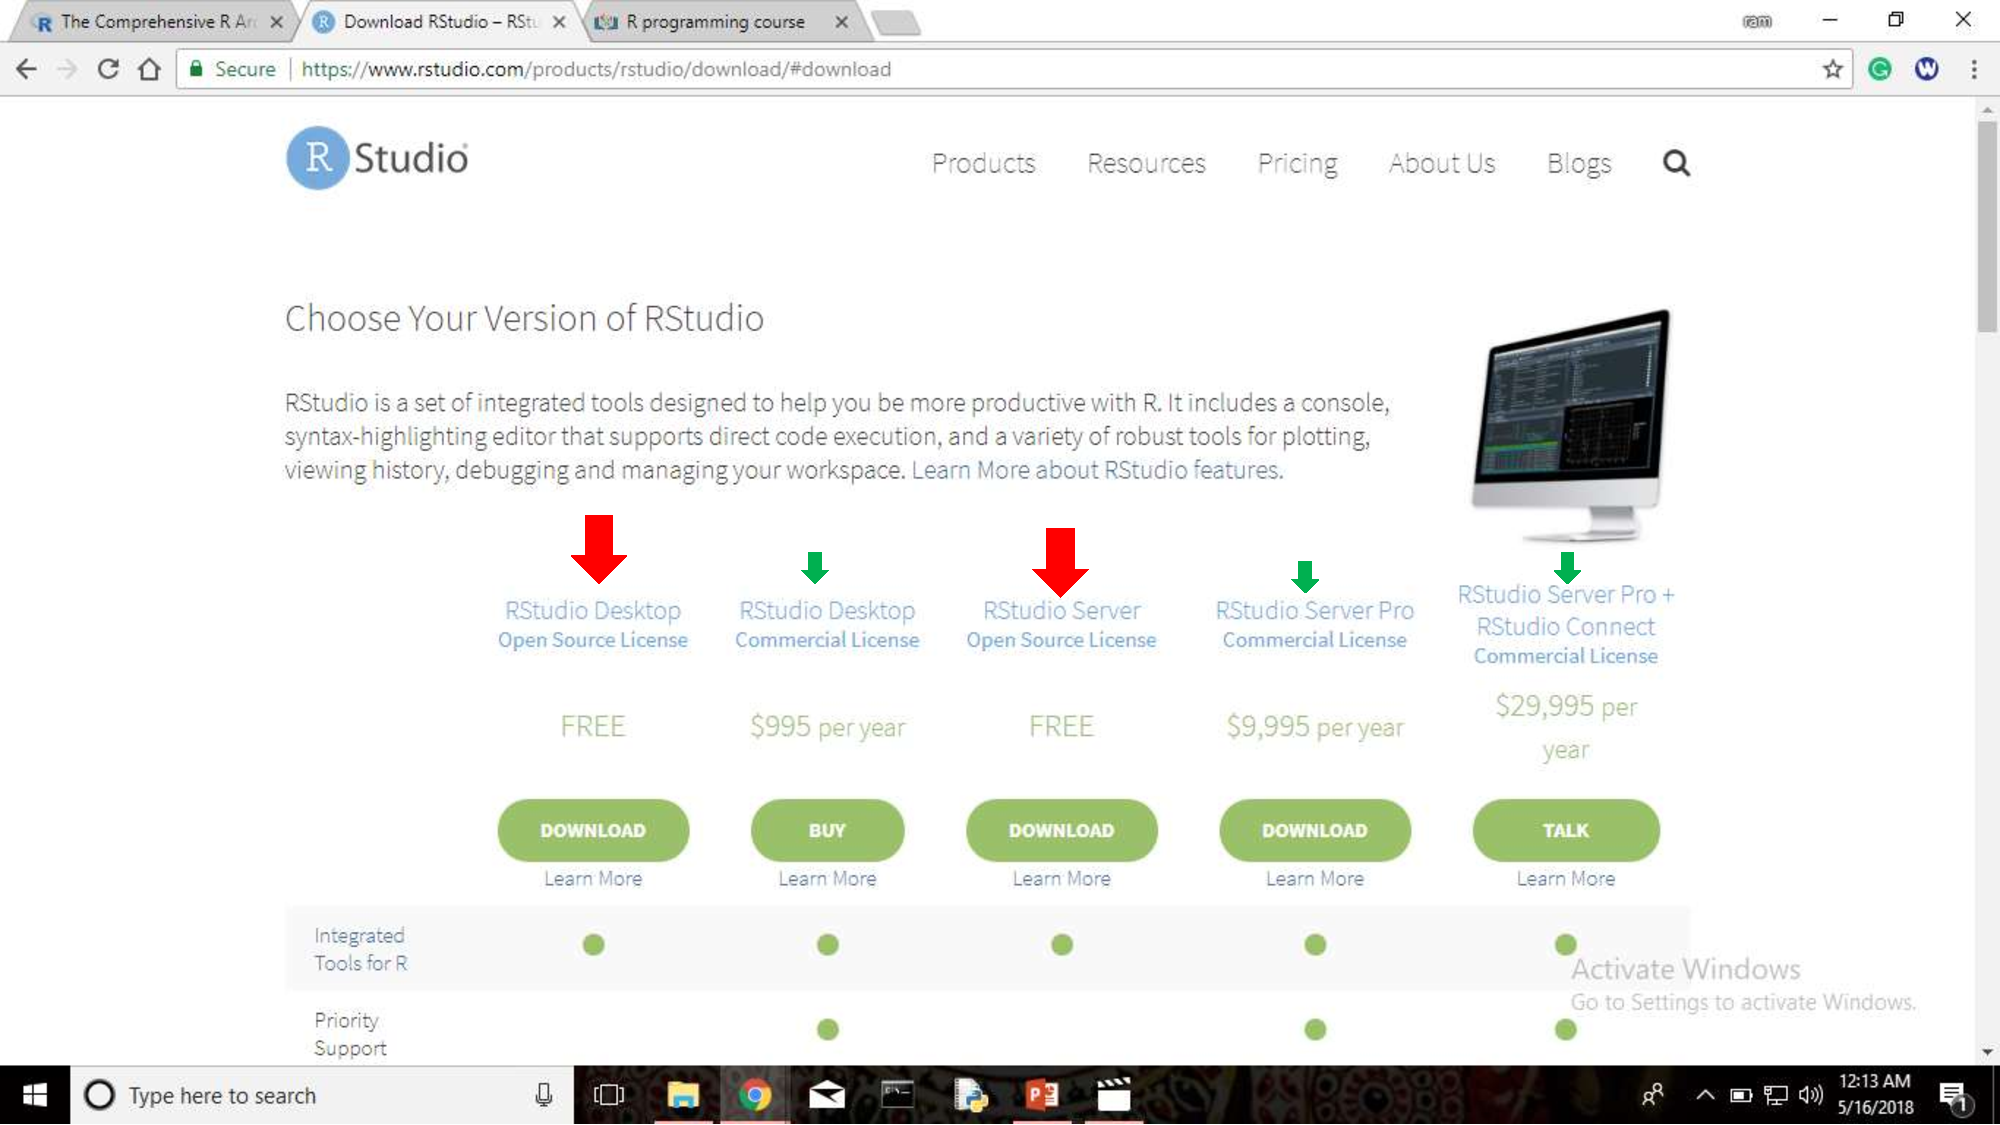 The Comprehensive R Ar
Download RStudio – RStu
R programming course
ram
Secure
https://www.rstudio.com/products/rstudio/download/#download
R Studio
Products
Resources
Pricing
About Us
Blogs
Choose Your Version of RStudio
RStudio is a set of integrated tools designed to help you be more productive with R. It includes a console,
syntax-highlighting editor that supports direct code execution, and a variety of robust tools for plotting,
viewing history, debugging and managing your workspace. Learn More about RStudio features.
RStudio Desktop
Open Source License
FREE
DOWNLOAD
Learn More
RStudio Desktop
Commercial License
$995 per year
BUY
Learn More
RStudio Server
Open Source License
FREE
DOWNLOAD
Learn More
RStudio Server Pro
Commercial License
$9,995 per year
DOWNLOAD
Learn More
RStudio Server Pro +
RStudio Connect
Commercial License
$29,995 per
year
TALK
Learn More
Integrated
Tools for R
Priority
Support
Activate Windows
Go to Settings to activate Windows.
Type here to search
12:13 AM
5/16/2018
1